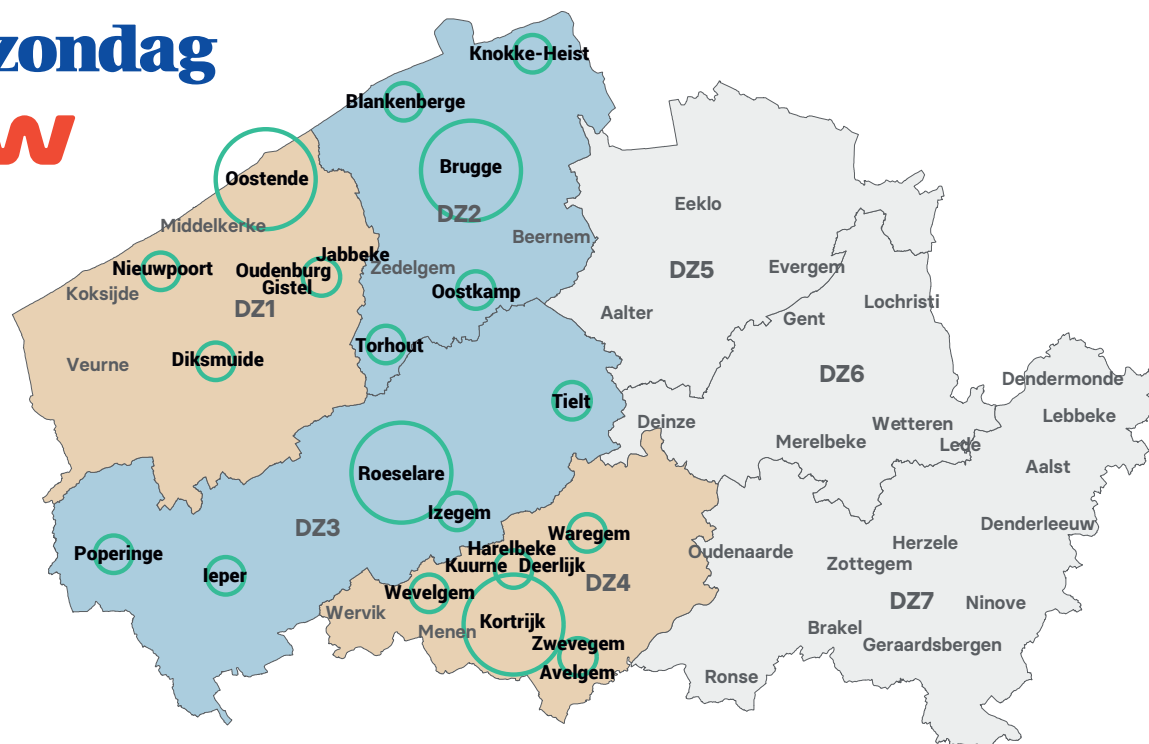 zondag
w
Knokke-Heist
Blankenberge
Brugge
Oostende
DZ2
Eeklo
Middelkerke
Beernem
Jabbeke
Nieuwpoort
Oudenburg
Zedelgem
DZ5
Evergem
Koksijde
Gistel
Oostkamp
DZ1
Lochristi
Aalter
Gent
Torhout
Veurne
Diksmuide
DZ6
Dendermonde
Tielt
Deinze
Wetteren
Lebbeke
Merelbeke
Lede
Roeselare
Aalst
Izegem
DZ3
Waregem
Denderleeuw
Poperinge
Harelbeke
Oudenaarde
Herzele
Kuurne Deerlijk
Zottegem
Ieper
DZ4
Wevelgem
DZ7
Ninove
Wervik
Kortrijk
Menen
Brakel
Zwevegem
Geraardsbergen
Avelgem
Ronse